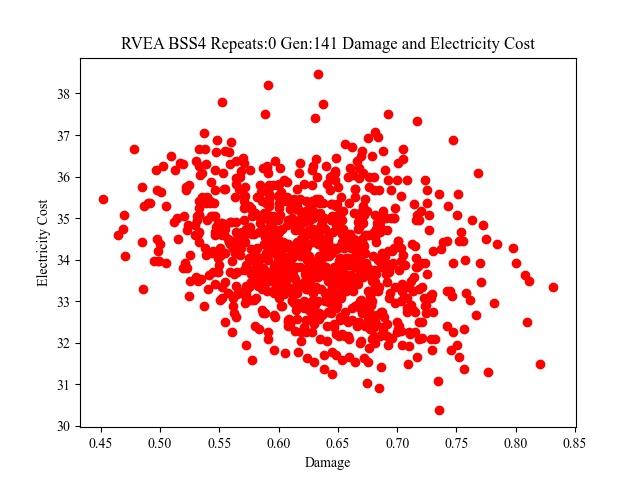 RVEA BSS4 Repeats:0 Gen:141 Damage and Electricity Cost
38
37
36
35
34
33
32
31
30
Electricity Cost
0.45 0.50 0.55 0.60 0.65 0.70 0.75 0.80 0.85
Damage